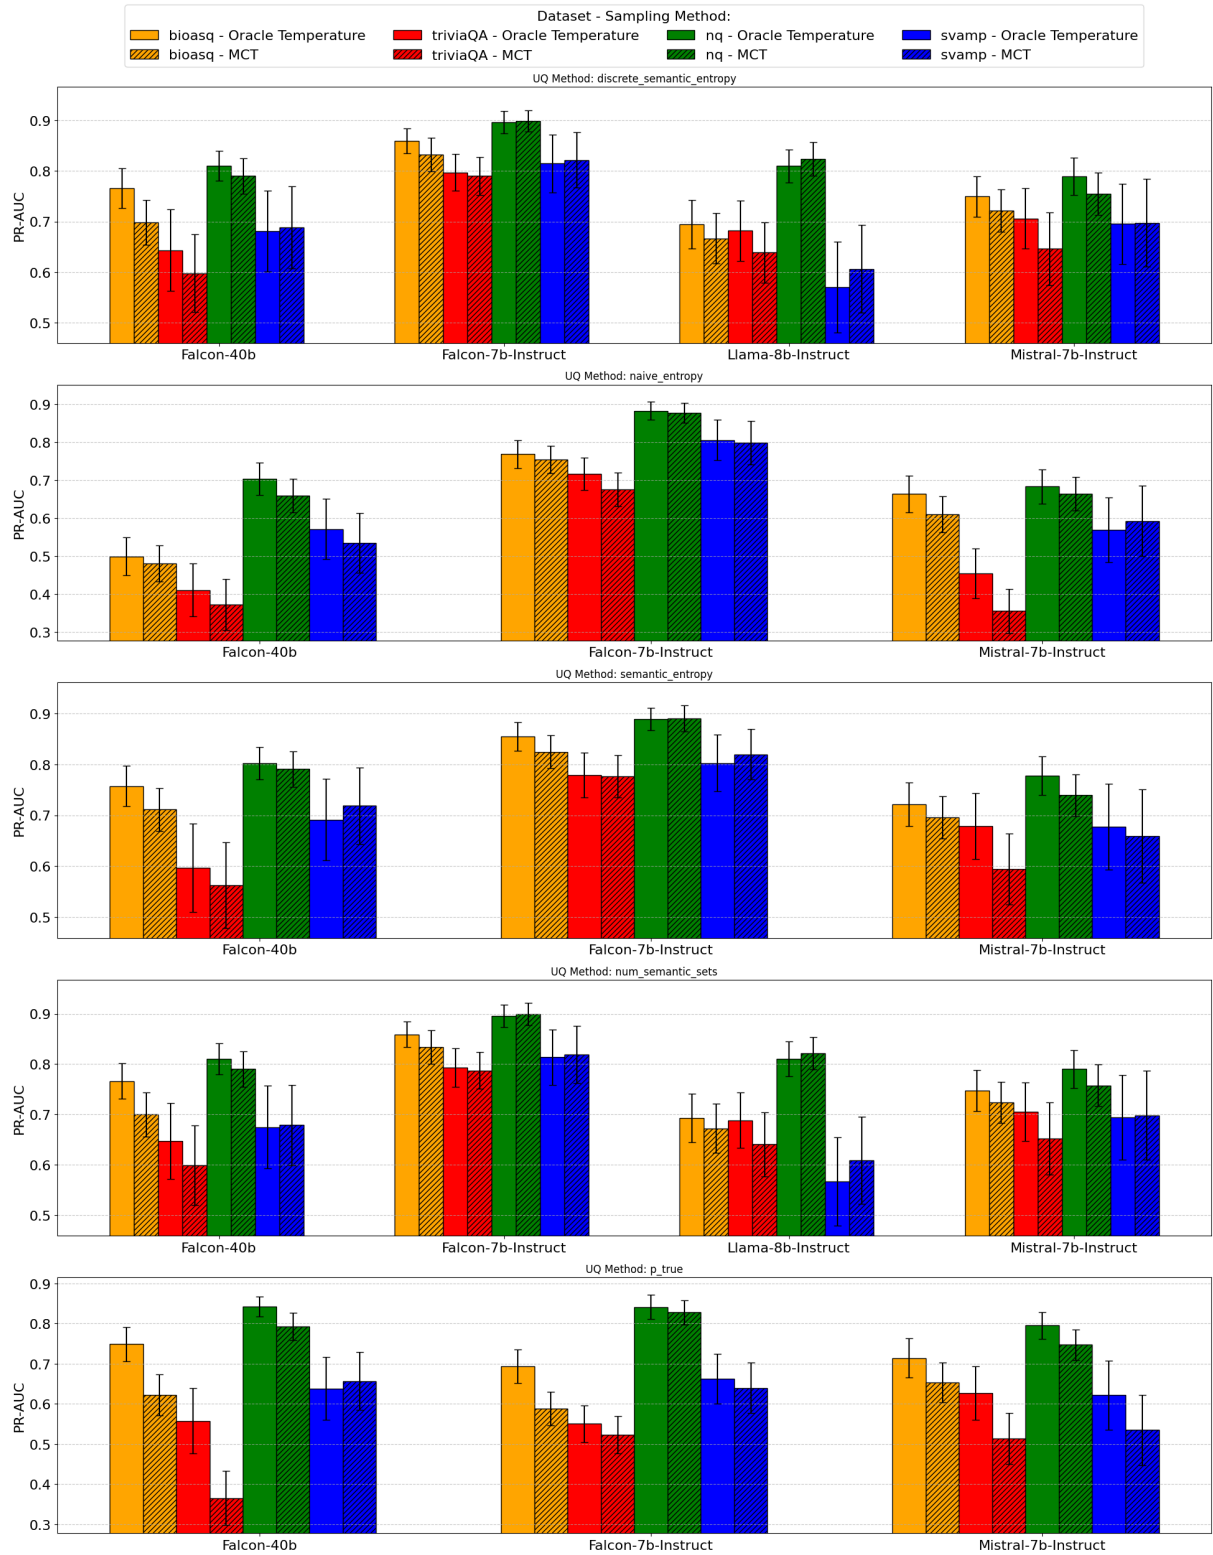 Dataset - Sampling Method:
bioasq - Oracle Temperature triviaQA - Oracle Temperature nq - Oracle Temperature svamp - Oracle Temperature
bioasq - MCT triviaQA - MCT nq - MCT svamp - MCT
UQ Method: discrete_semantic_entropy
0.9
0.8
0.7
0.6
0.5
PR-AUC
Falcon-40b Falcon-7b-Instruct Llama-8b-Instruct Mistral-7b-Instruct
UQ Method: naive_entropy
0.9
0.8
0.7
0.6
0.5
0.4
0.3
PR-AUC
Falcon-40b Falcon-7b-Instruct Mistral-7b-Instruct
UQ Method: semantic_entropy
0.9
0.8
0.7
0.6
0.5
PR-AUC
Falcon-40b Falcon-7b-Instruct Mistral-7b-Instruct
UQ Method: num_semantic_sets
0.9
0.8
0.7
0.6
0.5
PR-AUC
Falcon-40b Falcon-7b-Instruct Llama-8b-Instruct Mistral-7b-Instruct
UQ Method: p_true
0.9
0.8
0.7
0.6
0.5
0.4
0.3
PR-AUC
Falcon-40b Falcon-7b-Instruct Mistral-7b-Instruct